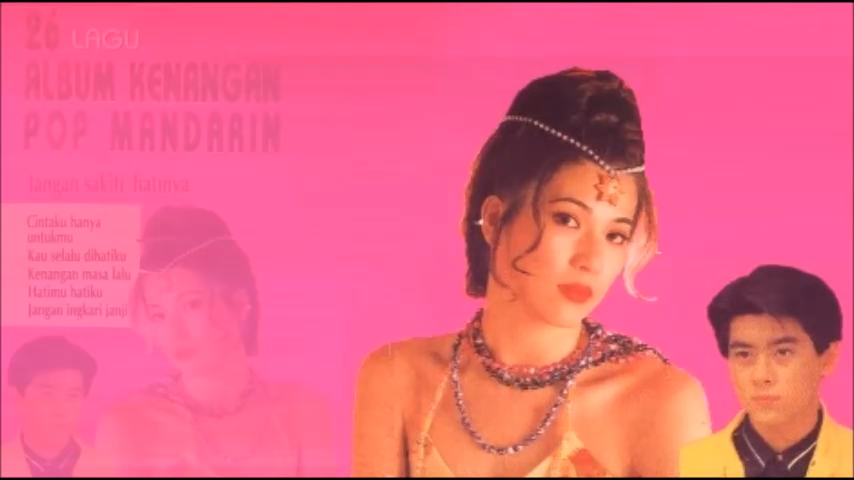 26 LAGU
ALBUM KENANGAN
POP MANDARIN
Jangan sakiti hatinya
Cintaku hanya
untukmu
Kau selalu dihatiku
Kenangan masa lalu
Hatimu hatiku
Jangan ingkari janji